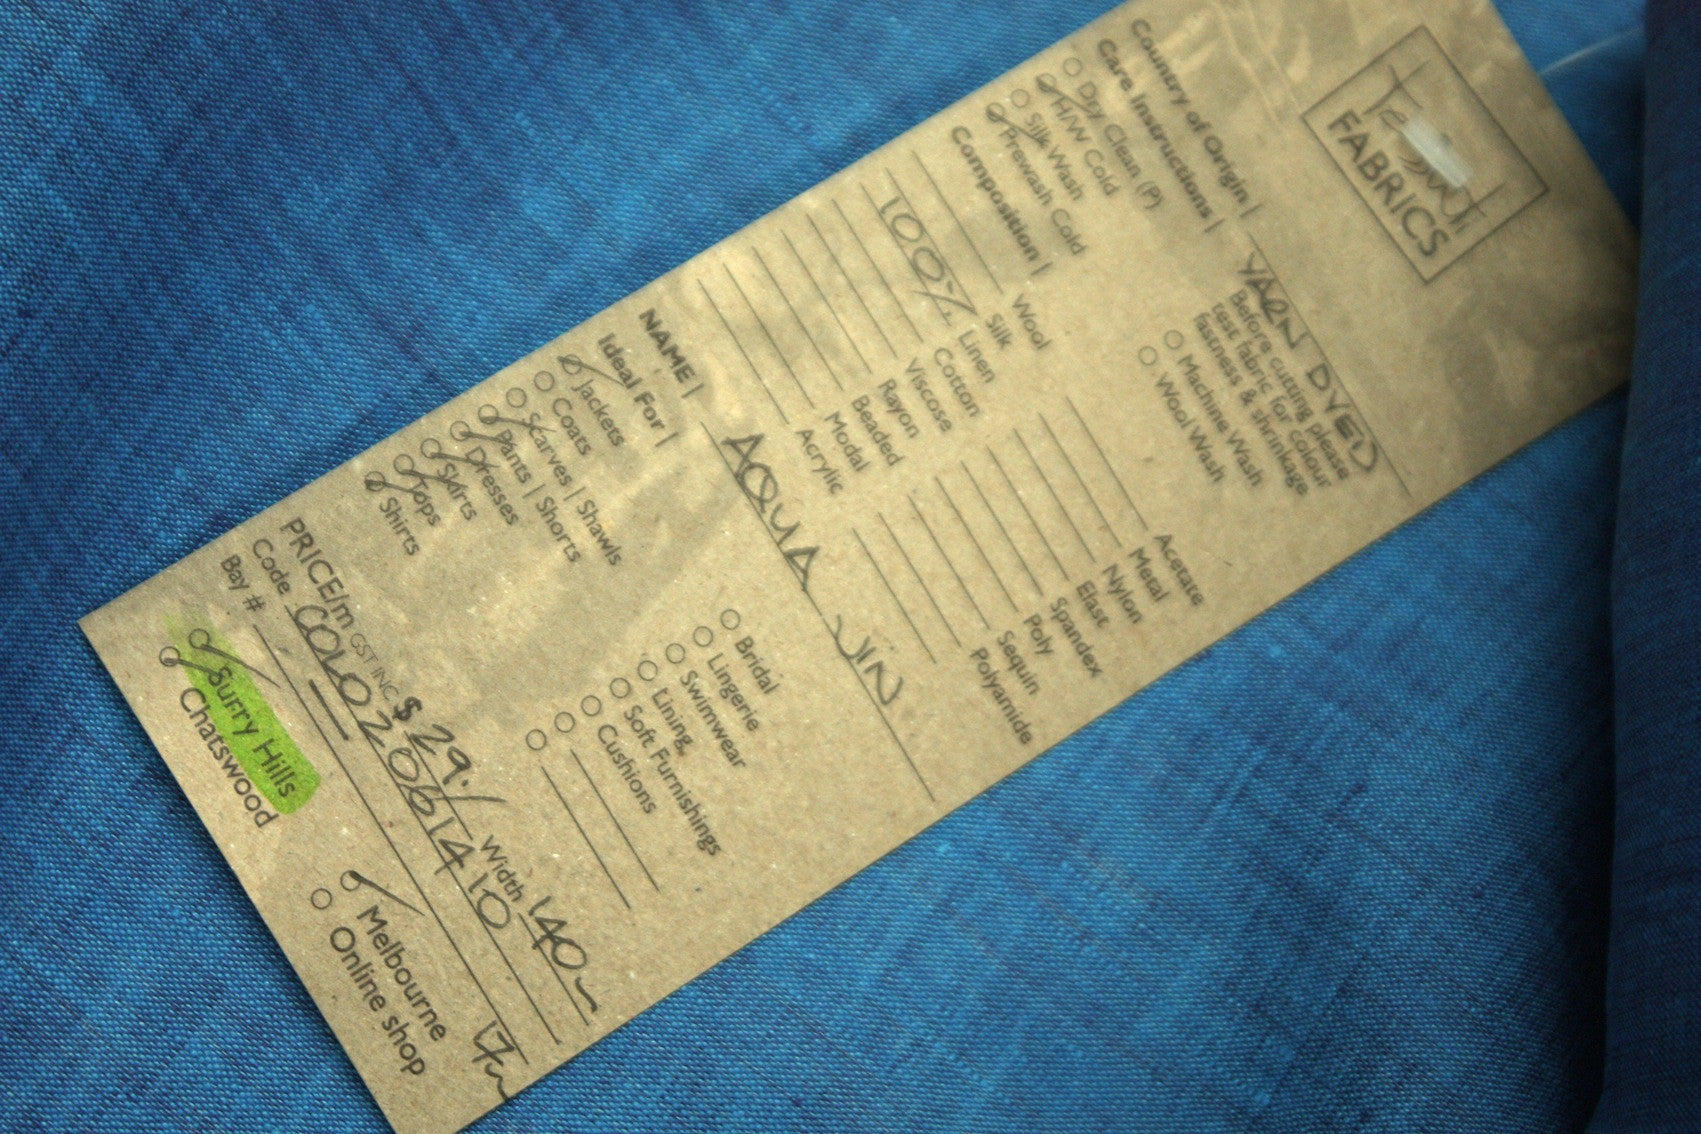 FABRICS
Country of Origin | YARN DYED
Care Instructions | Before cutting please
test fabric for colour
fastness & shrinkage
Dry Clean (P)
H/W Cold
Silk Wash
Prewash Cold
Machine Wash
Wool Wash
Composition |
Wool
Silk
100% Linen
Cotton
Viscose
Rayon
Beaded
Modal
Acrylic
Acetate
Metal
Nylon
Elast
Spandex
Poly
Sequin
Polyamide
NAME | AQUA JIN
Ideal For |
Jackets
Coats
Scarves | Shawls
Pants | Shorts
Dresses
Skirts
Tops
Shirts
Bridal
Lingerie
Swimwear
Lining
Soft Furnishings
Cushions
PRICE/m GST INC $ 29./ Width 140
Code COLO20614 10
Bay #
Surry Hills
Chatswood
Melbourne
Online shop
17m